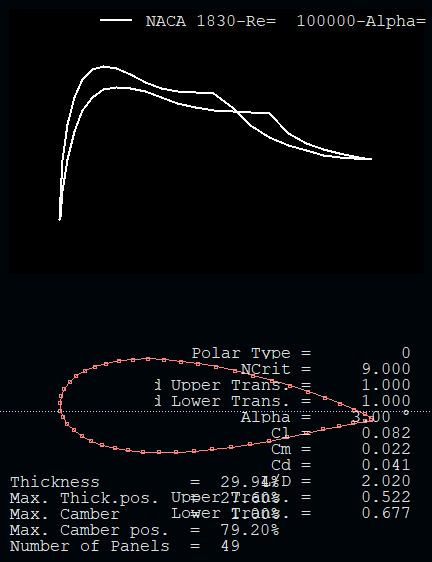 NACA 1830-Re=  100000-Alpha=
Polar Type = 0
NCrit = 9.000
d Upper Trans. = 1.000
d Lower Trans. = 1.000
Alpha = 3.00 °
Cl = 0.082
Cm = 0.022
Cd = 0.041
Thickness = 29.94% L/D = 2.020
Max. Thick.pos. = 27.60% Upper Trans. = 0.522
Max. Camber = 1.00% Lower Trans. = 0.677
Max. Camber pos. = 79.20%
Number of Panels = 49